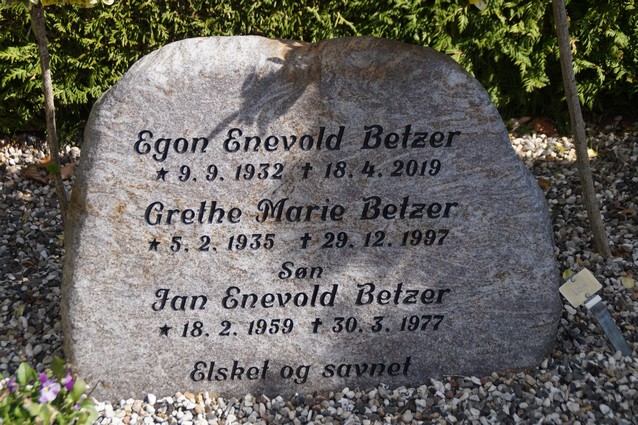 Egon Enevold Betzer
★ 9. 9. 1932 ✝ 18. 4. 2019
Grethe Marie Betzer
★ 5. 2. 1935 ✝ 29. 12. 1997
Søn
Jan Enevold Betzer
★ 18. 2. 1959 ✝ 30. 3. 1977
Elsket og savnet